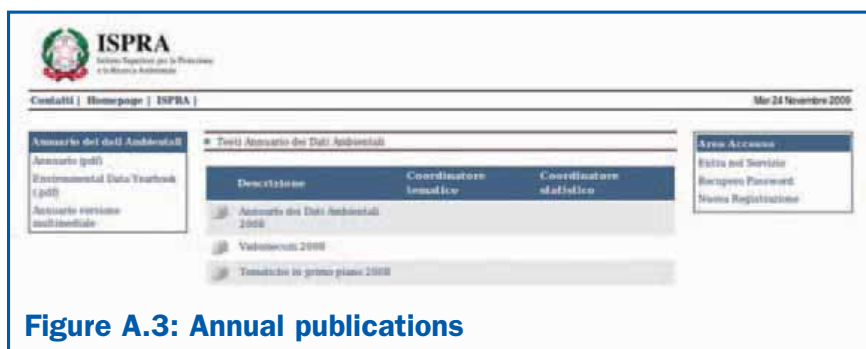 ISPRA
Istituto Superiore per la Protezione
e la Ricerca Ambientale
Contatti | Homepage | ISPRA |
Mar 24 Novembre 2009
Annuario dei dati Ambientali
Annuario (pdf)
Environmental Data Yearbook
(.pdf)
Annuario versione
multimediale
Testi Annuario dei Dati Ambientali
Descrizione
Coordinatore
tematico
Coordinatore
statistico
Annuario dei Dati Ambientali
2008
Vademecum 2008
Tematiche in primo piano 2008
Area Accesso
Entra nel Servizio
Recupero Password
Nuova Registrazione
Figure A.3: Annual publications